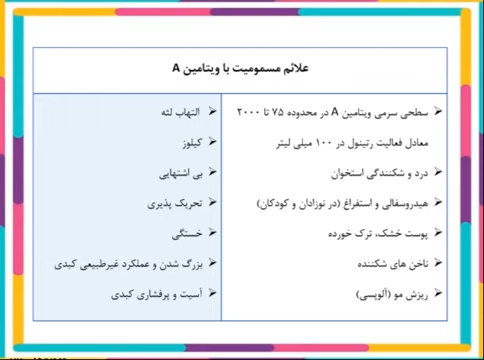 علائم مسمومیت با ویتامین A
سطحی سرمی ویتامین A در محدوده ۷۵ تا ۲۰۰۰
معادل فعالیت رتینول در ۱۰۰ میلی لیتر
درد و شکنندگی استخوان
هیدروسفالی و استفراغ (در نوزادان و کودکان)
پوست خشک، ترک خورده
ناخن های شکننده
ریزش مو (آلوپسی)
التهاب لثه
کیلوز
بی اشتهایی
تحریک پذیری
خستگی
بزرگ شدن و عملکرد غیرطبیعی کبدی
آسیت و پرفشاری کبدی